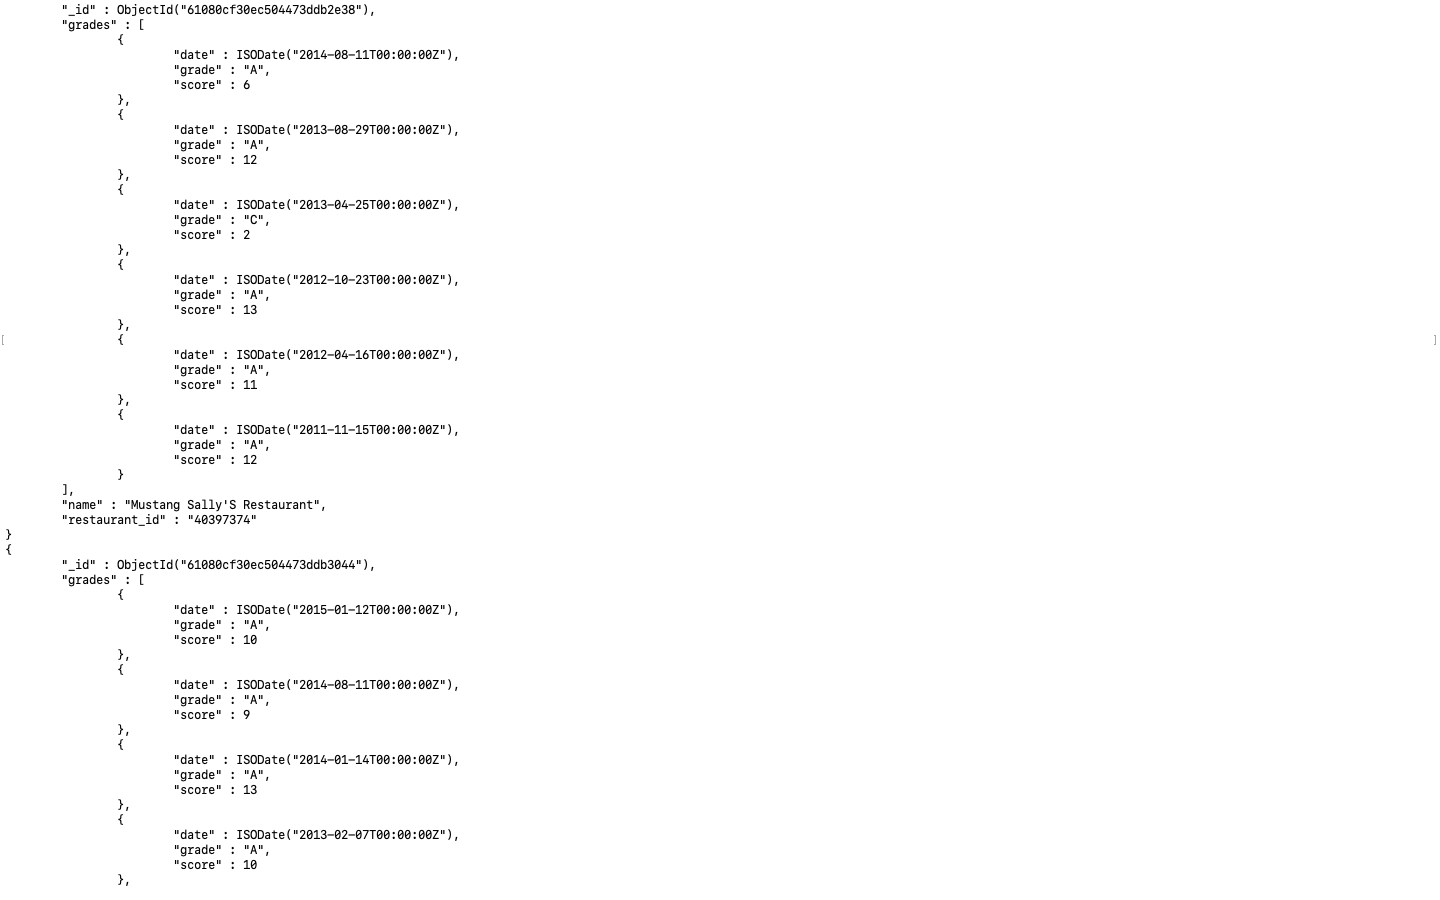 "_id" : ObjectId("61080cf30ec504473ddb2e38"),
"grades" : [
{
"date" : ISODate("2014-08-11T00:00:00Z"),
"grade" : "A",
"score" : 6
},
{
"date" : ISODate("2013-08-29T00:00:00Z"),
"grade" : "A",
"score" : 12
},
{
"date" : ISODate("2013-04-25T00:00:00Z"),
"grade" : "C",
"score" : 2
},
{
"date" : ISODate("2012-10-23T00:00:00Z"),
"grade" : "A",
"score" : 13
},
[ { ]
"date" : ISODate("2012-04-16T00:00:00Z"),
"grade" : "A",
"score" : 11
},
{
"date" : ISODate("2011-11-15T00:00:00Z"),
"grade" : "A",
"score" : 12
}
],
"name" : "Mustang Sally'S Restaurant",
"restaurant_id" : "40397374"
}
{
"_id" : ObjectId("61080cf30ec504473ddb3044"),
"grades" : [
{
"date" : ISODate("2015-01-12T00:00:00Z"),
"grade" : "A",
"score" : 10
},
{
"date" : ISODate("2014-08-11T00:00:00Z"),
"grade" : "A",
"score" : 9
},
{
"date" : ISODate("2014-01-14T00:00:00Z"),
"grade" : "A",
"score" : 13
},
{
"date" : ISODate("2013-02-07T00:00:00Z"),
"grade" : "A",
"score" : 10
},